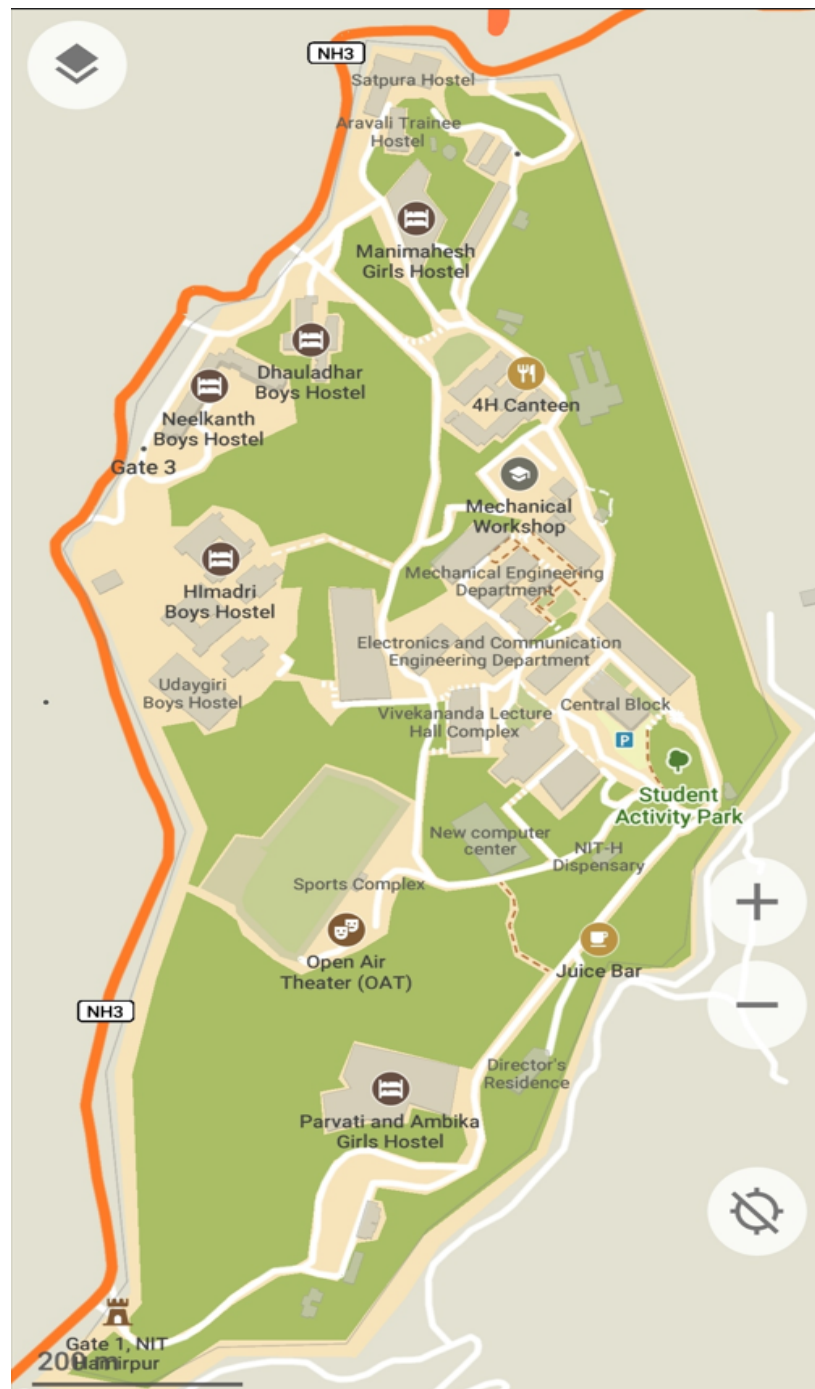 NH3
Satpura Hostel
Aravali Trainee
Hostel
Manimahesh
Girls Hostel
Dhauladhar
Boys Hostel
4H Canteen
Neelkanth
Boys Hostel
Gate 3
Mechanical
Workshop
HImadri
Boys Hostel
Mechanical Engineering
Department
Electronics and Communication
Engineering Department
Udaygiri
Boys Hostel
Vivekananda Lecture
Hall Complex
Central Block
P
Student
Activity Park
New computer
center
NIT-H
Dispensary
Sports Complex
Open Air
Theater (OAT)
Juice Bar
NH3
Director's
Residence
Parvati and Ambika
Girls Hostel
Gate 1, NIT
Hamirpur
200 m